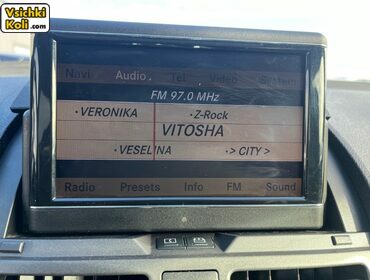 Vsichki
Koli .com
Navi Audio Tel Video System
FM 97.0 MHz
·VERONIKA ·Z-Rock
VITOSHA
·VESELINA ·> CITY>
Radio Presets Info FM Sound